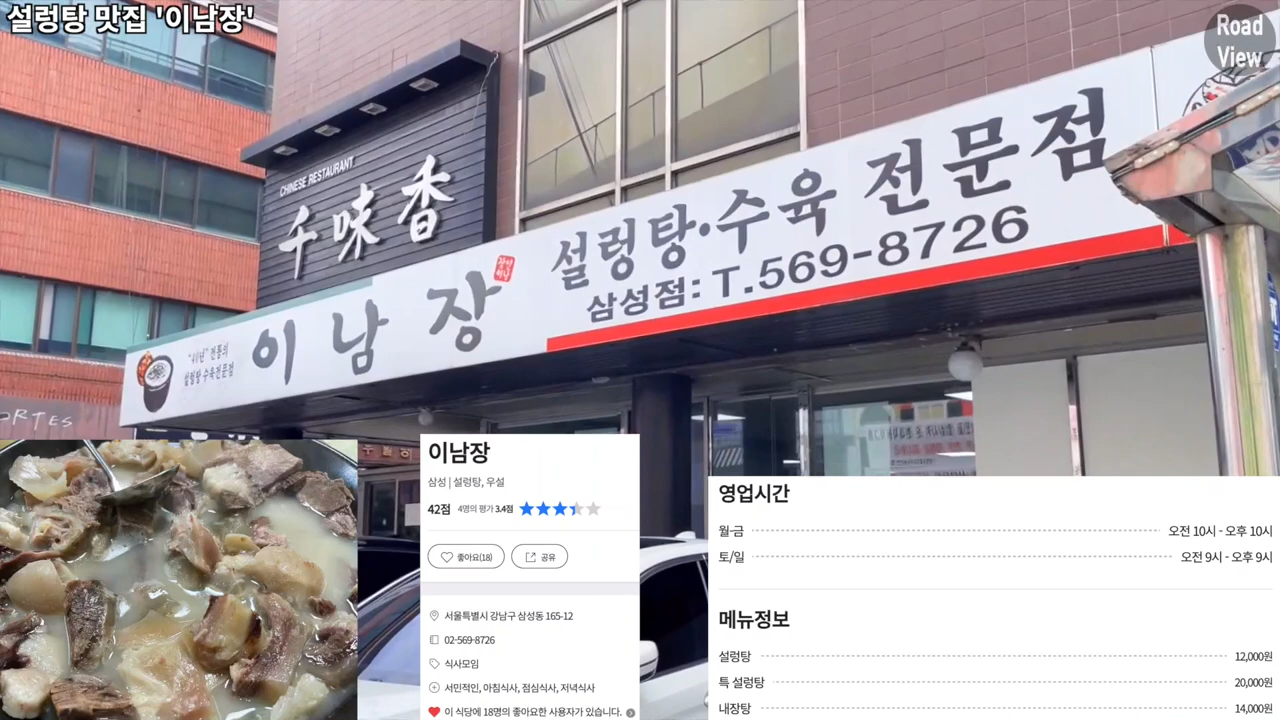 설렁탕 맛집 '이남장'
Road
View
CHINESE RESTAURANT
千味香
이남장
설렁탕·수육 전문점
삼성점: T.569-8726
"40년" 전통의
설렁탕 수육전문점
ORTES
이남장
삼성 | 설렁탕, 우설
42점 4명의 평가 3.4점
좋아요(18)
공유
서울특별시 강남구 삼성동 165-12
02-569-8726
식사모임
서민적인, 아침식사, 점심식사, 저녁식사
이 식당에 18명의 좋아요한 사용자가 있습니다.
영업시간
월-금 오전 10시 - 오후 10시
토/일 오전 9시 - 오후 9시
메뉴정보
설렁탕 12,000원
특 설렁탕 20,000원
내장탕 14,000원